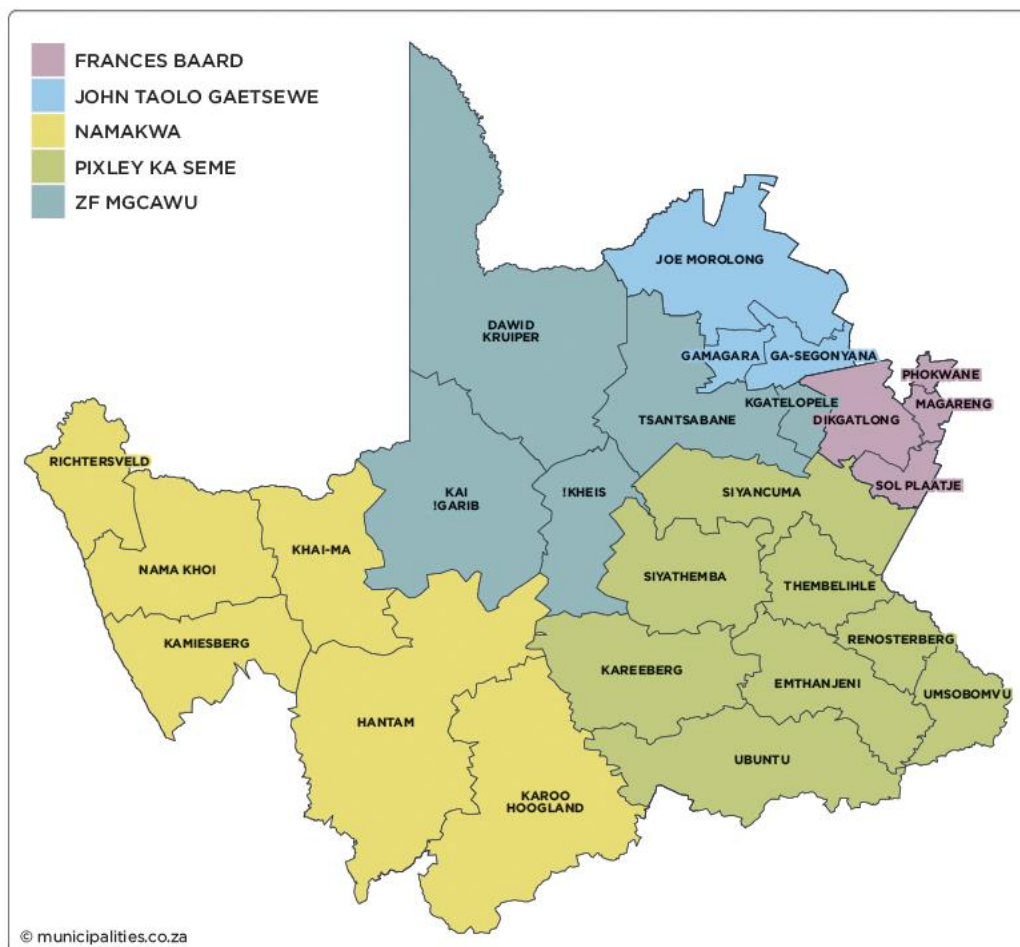 FRANCES BAARD
JOHN TAOLO GAETSEWE
NAMAKWA
PIXLEY KA SEME
ZF MGCAWU
JOE MOROLONG
DAWID
KRUIPER
GAMAGARA
GA-SEGONYANA
PHOKWANE
KGATELOPELE
MAGARENG
TSANTSABANE
DIKGATLONG
RICHTERSVELD
SOL PLAATJE
KAI
!GARIB
!KHEIS
SIYANCUMA
KHAI-MA
NAMA KHOI
SIYATHEMBA
THEMBELIHLE
KAMIESBERG
RENOSTERBERG
KAREEBERG
EMTHANJENI
UMSOBOMVU
HANTAM
UBUNTU
KAROO
HOOGLAND
© municipalities.co.za